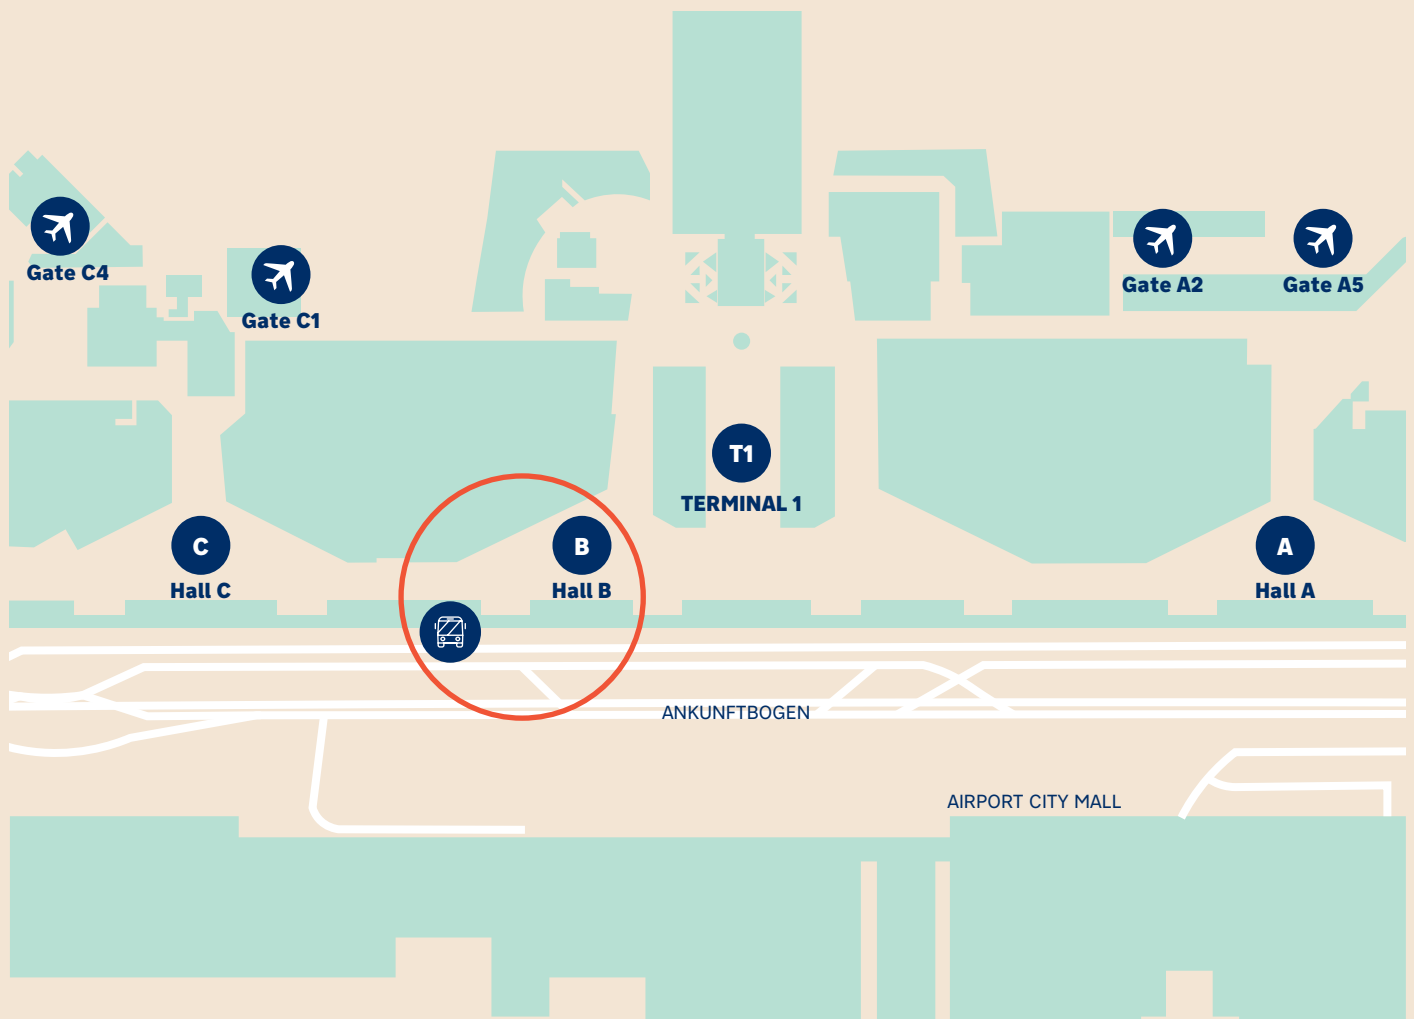 Gate C4
Gate C1
Gate A2
Gate A5
T1
TERMINAL 1
C
Hall C
B
Hall B
A
Hall A
ANKUNFTBOGEN
AIRPORT CITY MALL